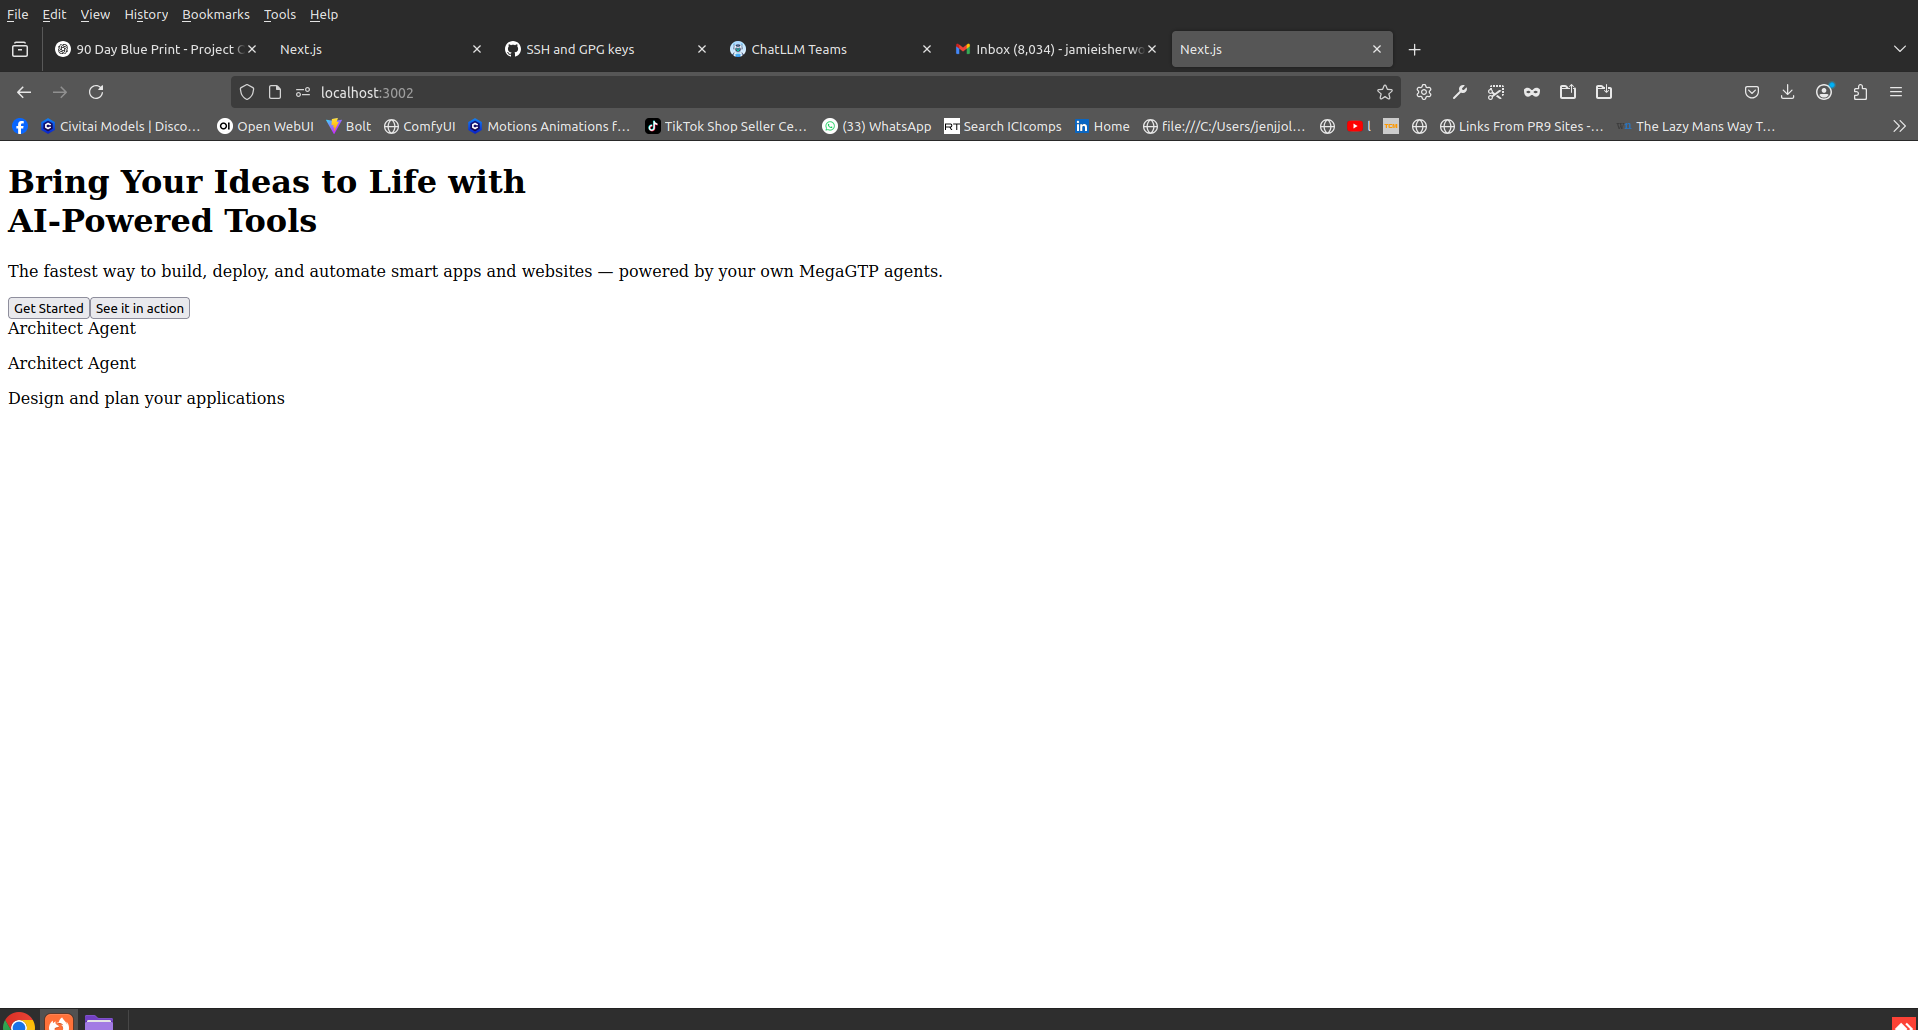 File Edit View History Bookmarks Tools Help
90 Day Blue Print - Project
Next.js
SSH and GPG keys
ChatLLM Teams
Inbox (8,034) - jamieisherwo
Next.js
localhost:3002
Civitai Models | Disco...
OI Open WebUI
Bolt
ComfyUI
Motions Animations f...
TikTok Shop Seller Ce...
(33) WhatsApp
RT Search ICIcomps
in Home
file:///C:/Users/jenjjol...
l
Links From PR9 Sites -...
The Lazy Mans Way T...
Bring Your Ideas to Life with
AI-Powered Tools
The fastest way to build, deploy, and automate smart apps and websites — powered by your own MegaGTP agents.
Get Started See it in action
Architect Agent
Architect Agent
Design and plan your applications